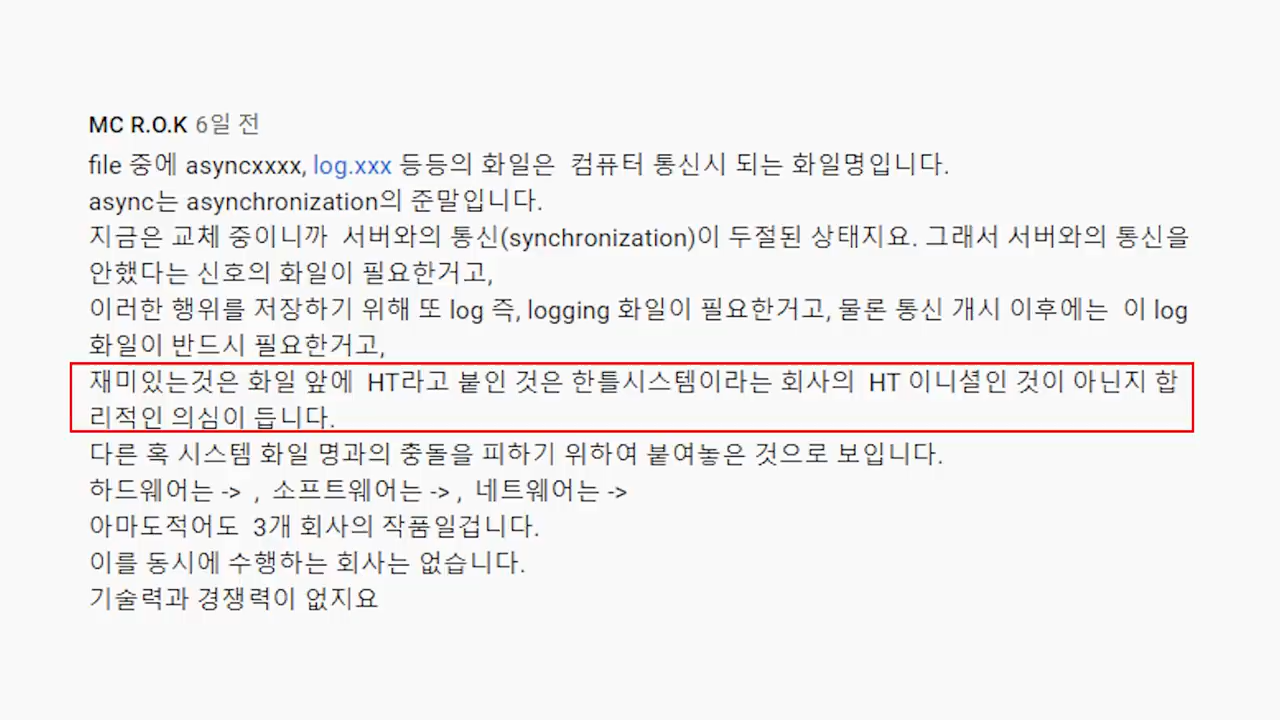 MC R.O.K 6일 전
file 중에 asyncxxxx, log.xxx 등등의 화일은 컴퓨터 통신시 되는 화일명입니다.
async는 asynchronization의 준말입니다.
지금은 교체 중이니까 서버와의 통신(synchronization)이 두절된 상태지요. 그래서 서버와의 통신을
안했다는 신호의 화일이 필요한거고,
이러한 행위를 저장하기 위해 또 log 즉, logging 화일이 필요한거고, 물론 통신 개시 이후에는 이 log
화일이 반드시 필요한거고,
재미있는것은 화일 앞에 HT라고 붙인 것은 한틀시스템이라는 회사의 HT 이니셜인 것이 아닌지 합
리적인 의심이 듭니다.
다른 혹 시스템 화일 명과의 충돌을 피하기 위하여 붙여놓은 것으로 보입니다.
하드웨어는 -> , 소프트웨어는 -> , 네트웨어는 ->
아마도적어도 3개 회사의 작품일겁니다.
이를 동시에 수행하는 회사는 없습니다.
기술력과 경쟁력이 없지요